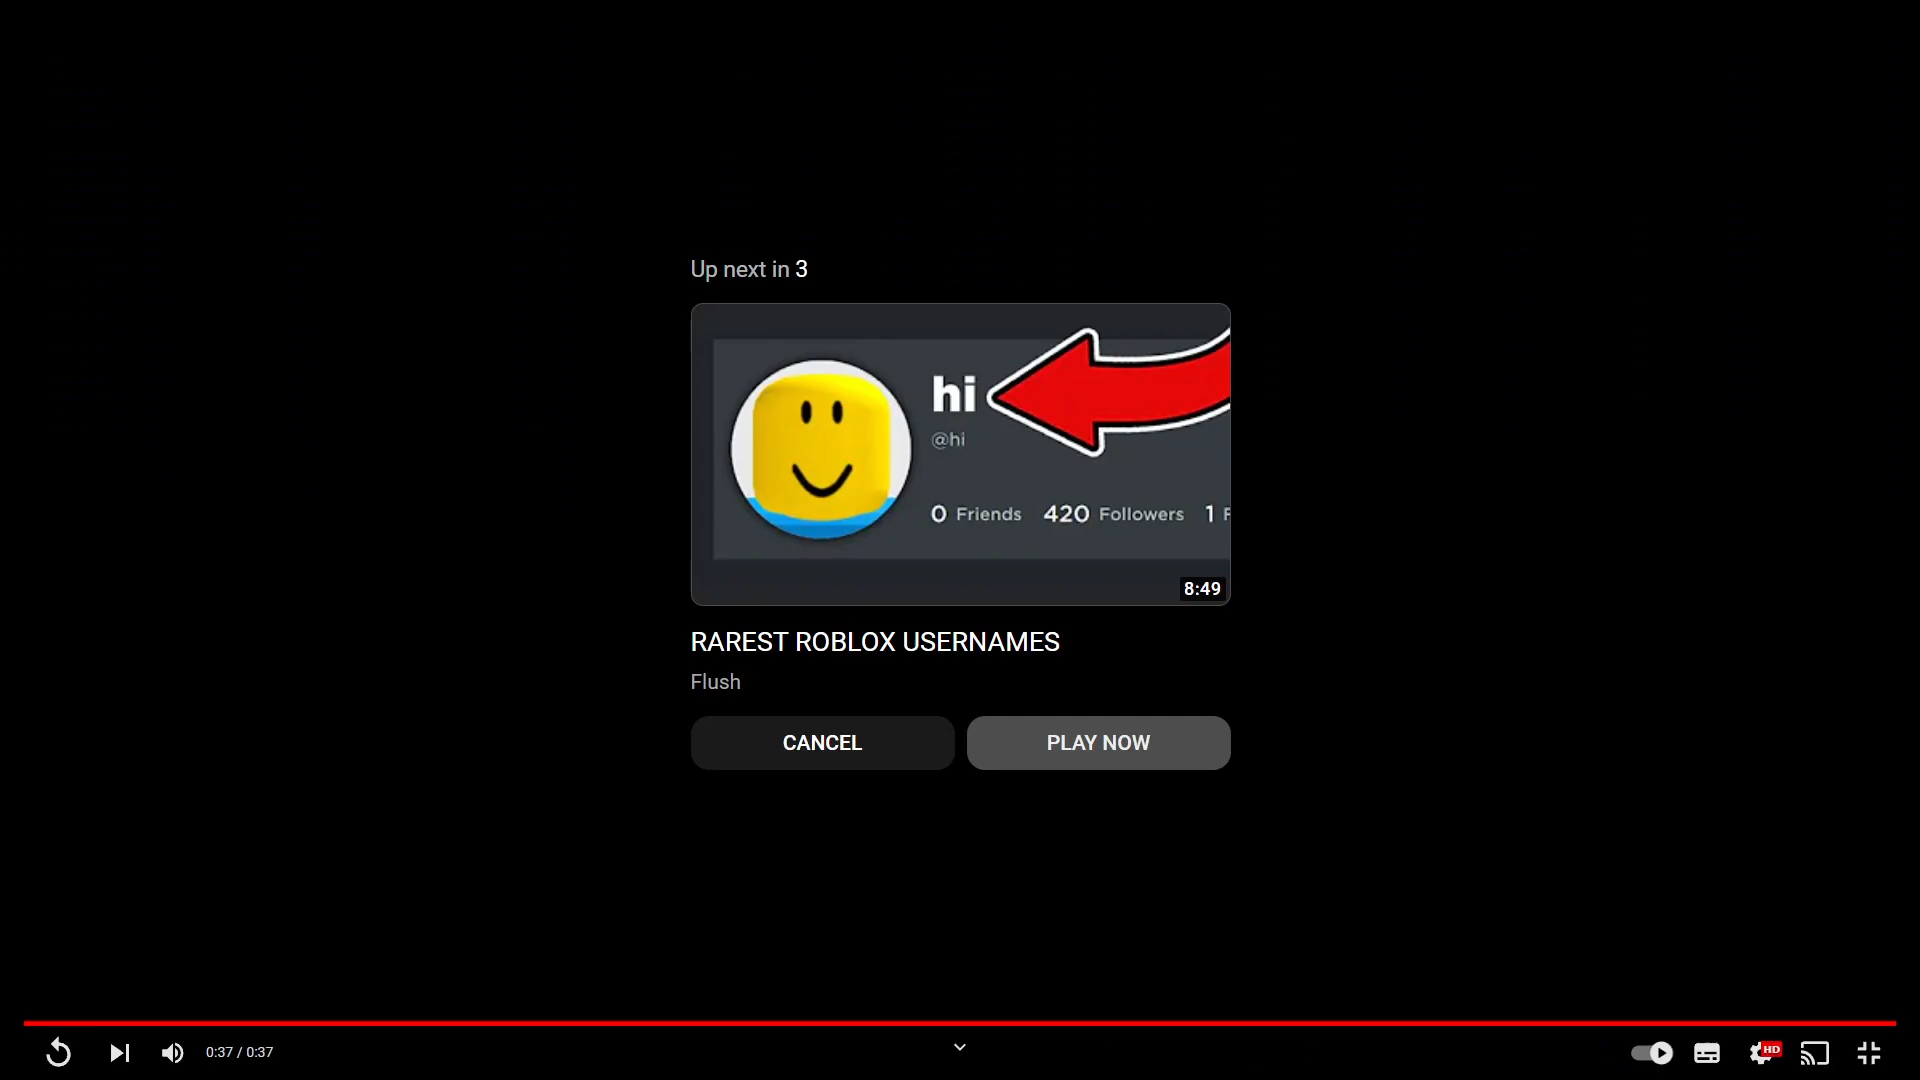 Up next in 3
hi
@hi
0 Friends 420 Followers 1 F
8:49
RAREST ROBLOX USERNAMES
Flush
CANCEL PLAY NOW
0:37 / 0:37
HD